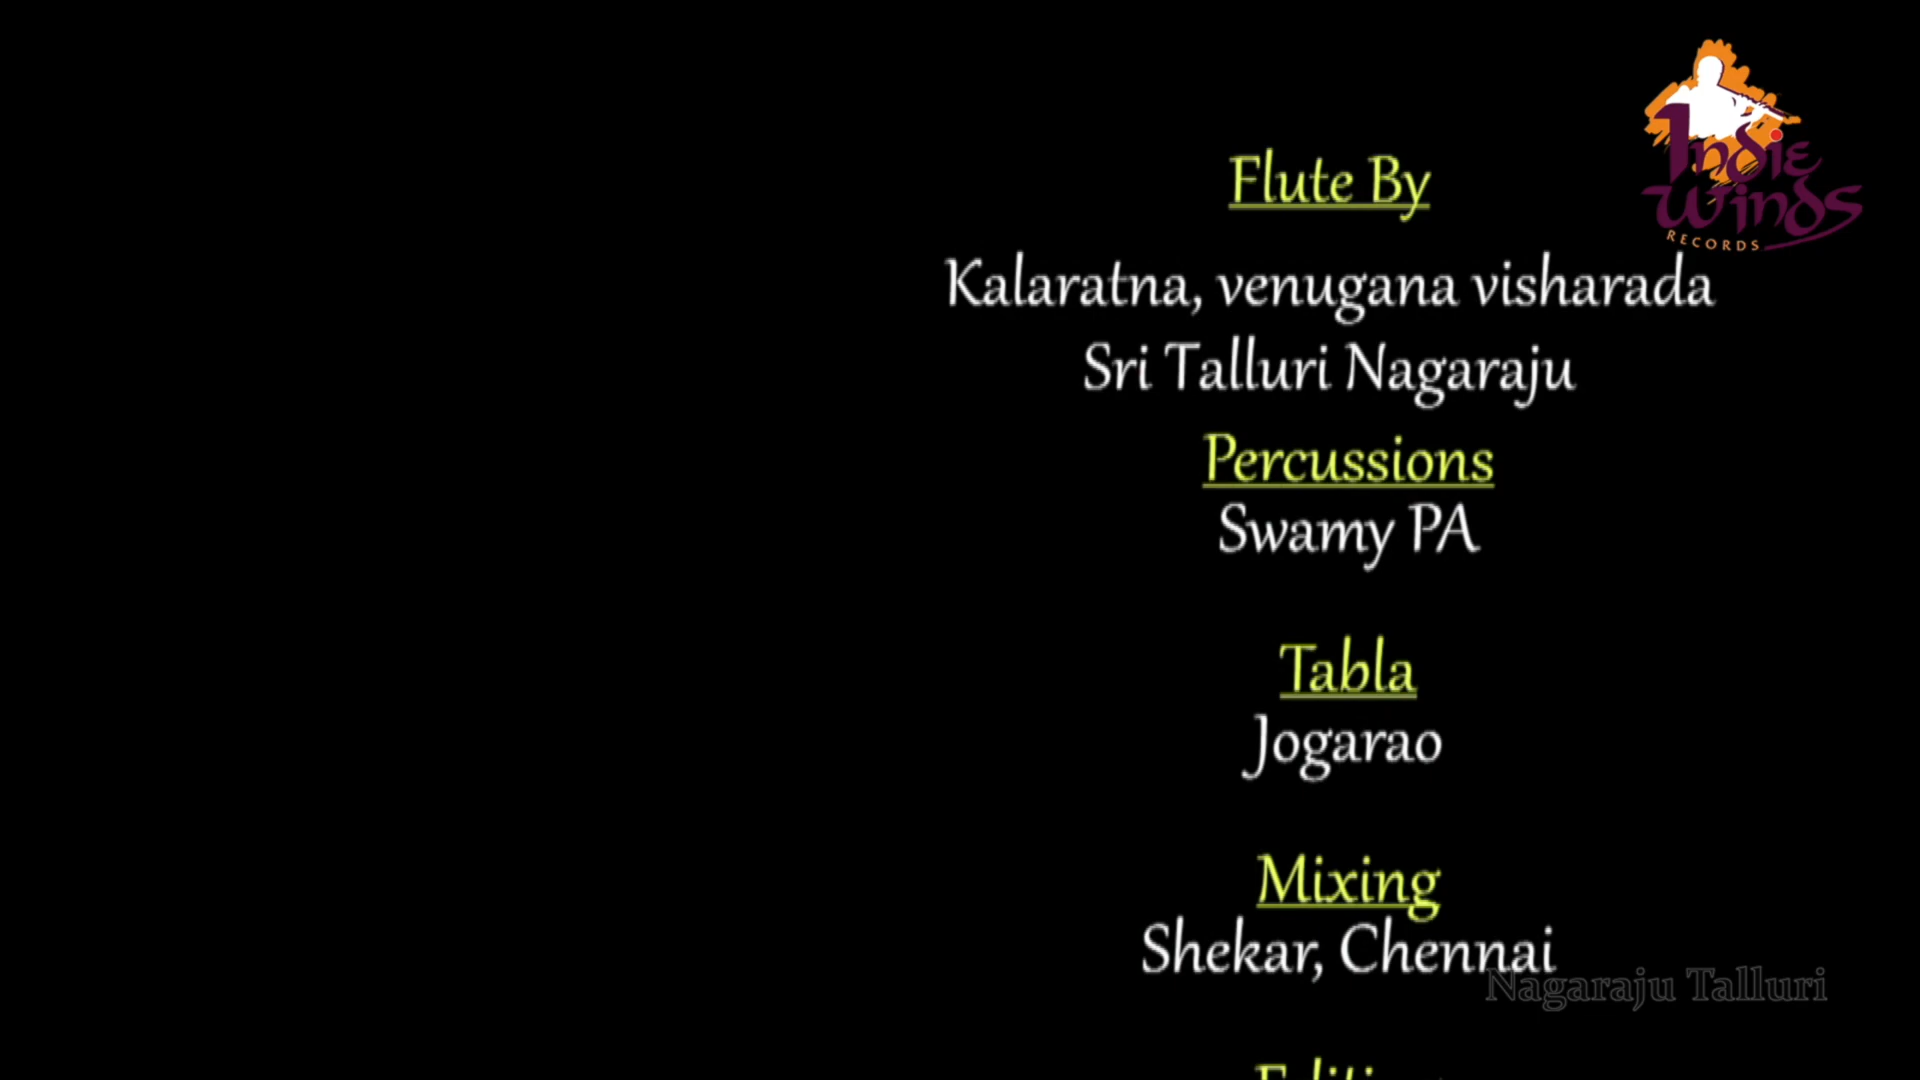 Indie
Winds
RECORDS
Flute By
Kalaratna, venugana visharada
Sri Talluri Nagaraju
Percussions
Swamy PA
Tabla
Jogarao
Mixing
Shekar, Chennai
Nagaraju Talluri